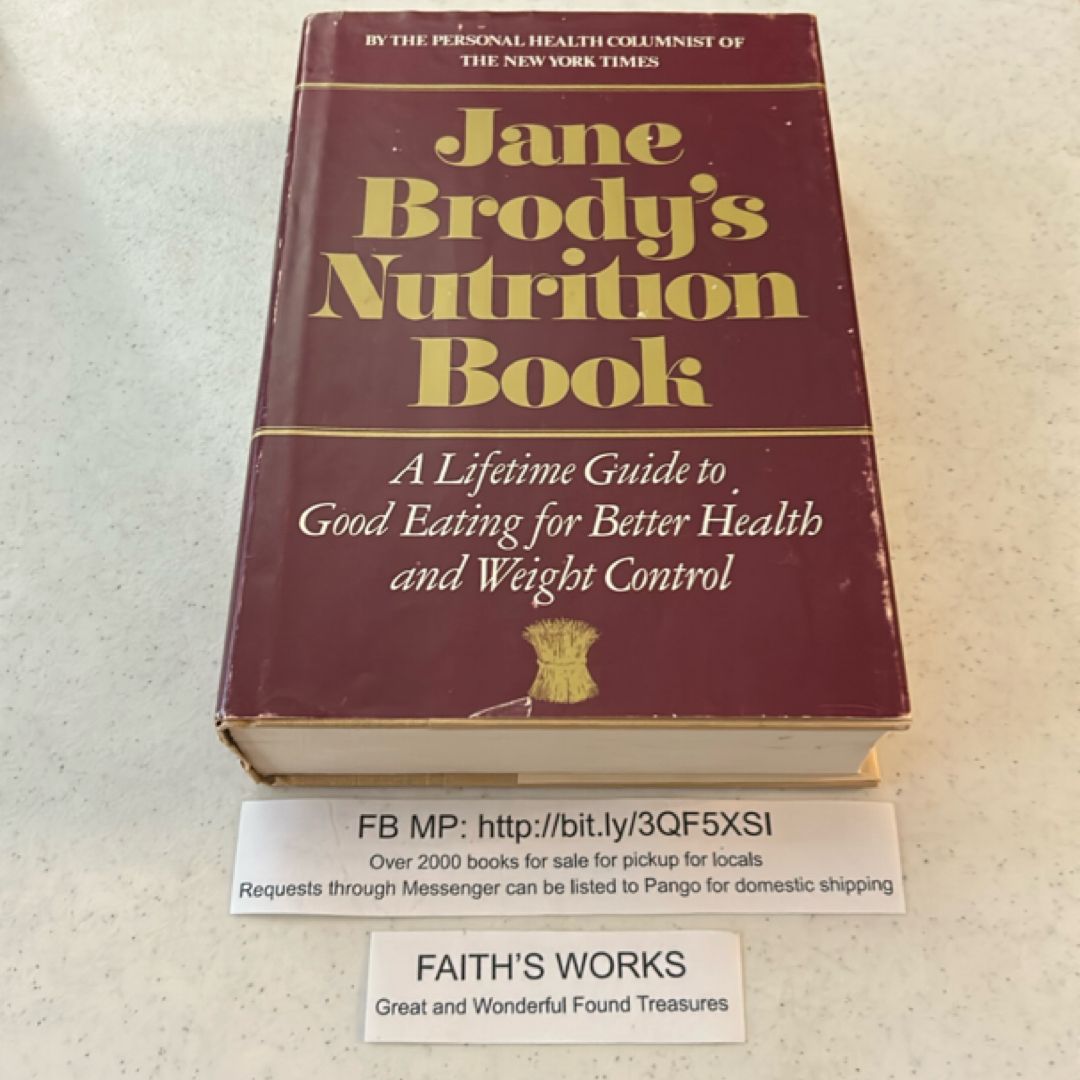 BY THE PERSONAL HEALTH COLUMNIST OF
THE NEW YORK TIMES
Jane
Brody's
Nutrition
Book
A Lifetime Guide to
Good Eating for Better Health
and Weight Control
FB MP: http://bit.ly/3QF5XSI
Over 2000 books for sale for pickup for locals
Requests through Messenger can be listed to Pango for domestic shipping
FAITH'S WORKS
Great and Wonderful Found Treasures